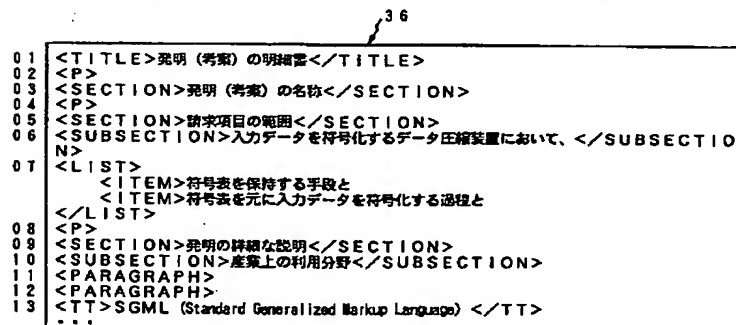 36
01 <TITLE>発明（考案）の明細書</TITLE>
02 <P>
03 <SECTION>発明（考案）の名称</SECTION>
04 <P>
05 <SECTION>請求項目の範囲</SECTION>
06 <SUBSECTION>入力データを符号化するデータ圧縮装置において、</SUBSECTIO
N>
07 <LIST>
<ITEM>符号表を保持する手段と
<ITEM>符号表を元に入力データを符号化する過程と
</LIST>
08 <P>
09 <SECTION>発明の詳細な説明</SECTION>
10 <SUBSECTION>産業上の利用分野</SUBSECTION>
11 <PARAGRAPH>
12 <PARAGRAPH>
13 <TT>SGML (Standard Generalized Markup Language) </TT>
...